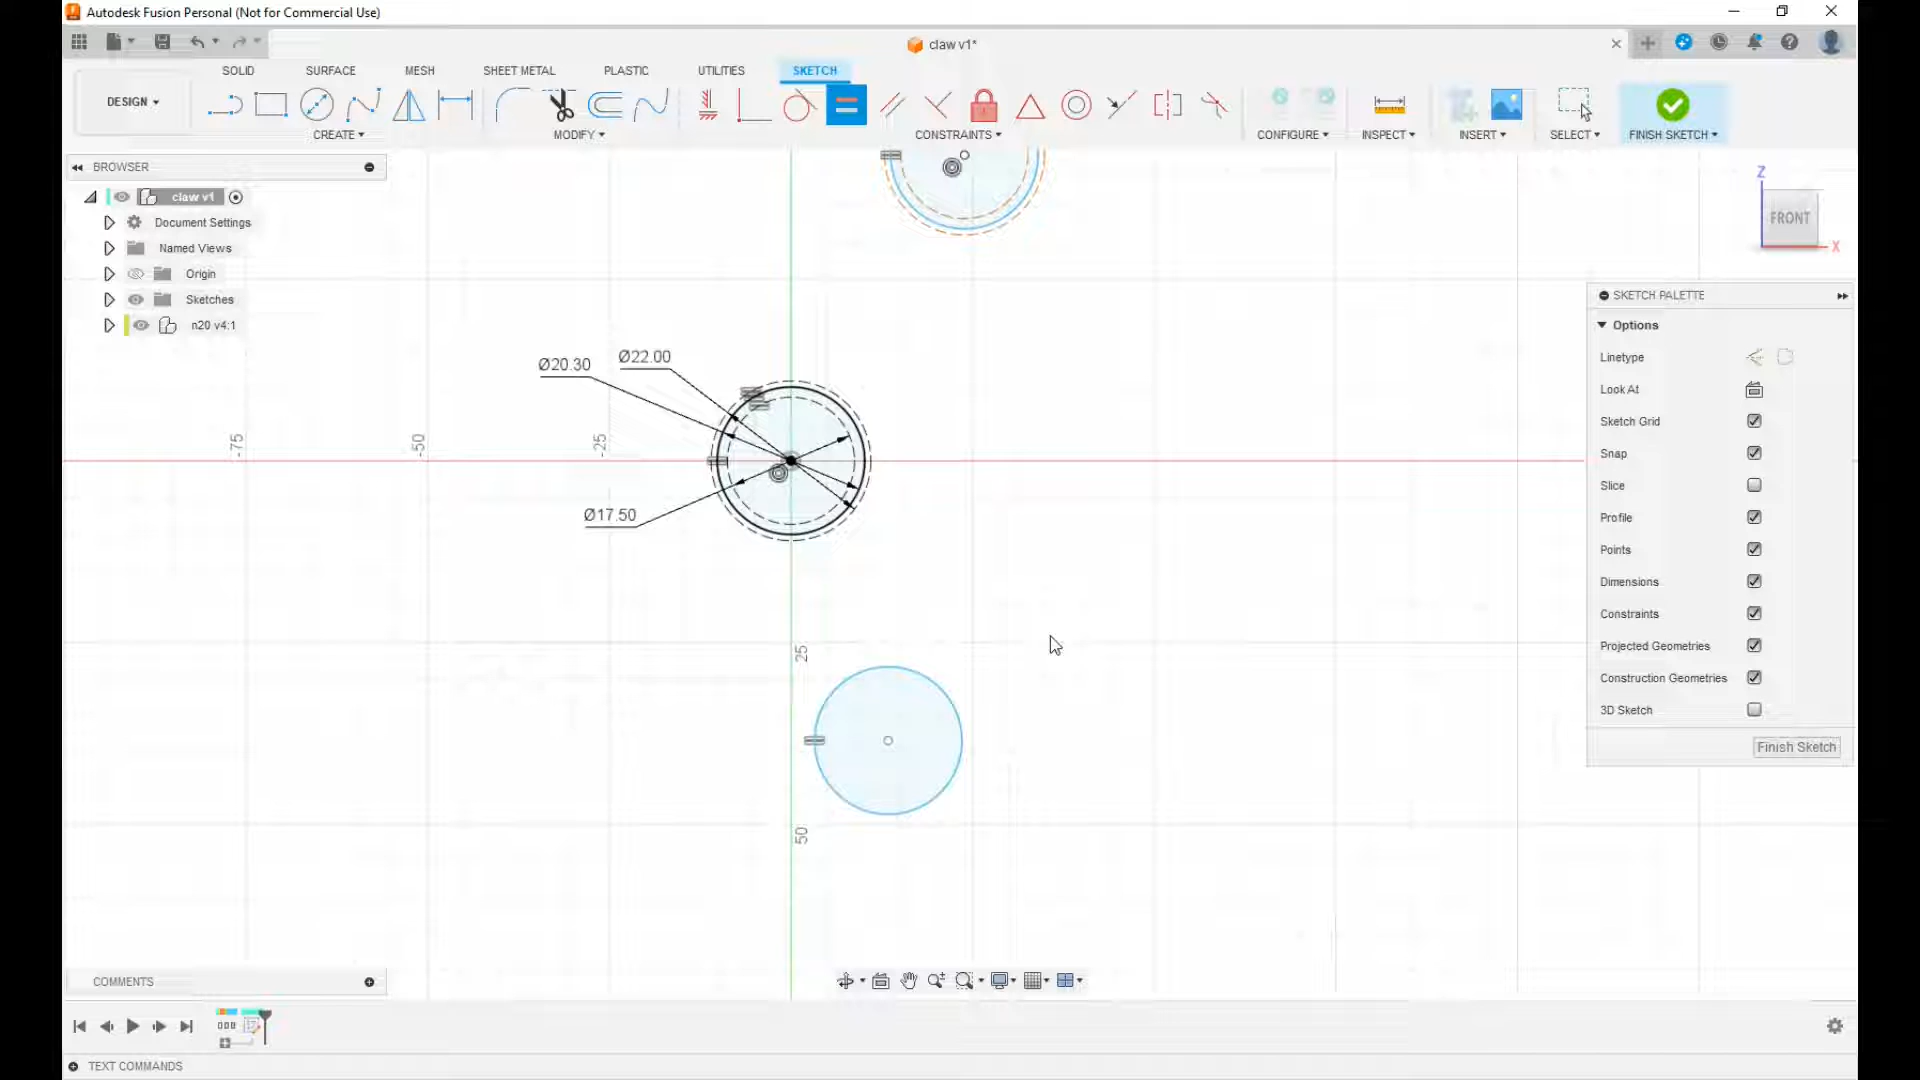 Autodesk Fusion Personal (Not for Commercial Use)
claw v1*
SOLID SURFACE MESH SHEET METAL PLASTIC UTILITIES SKETCH
DESIGN
CREATE MODIFY CONSTRAINTS CONFIGURE INSPECT INSERT SELECT FINISH SKETCH
BROWSER
claw v1
Document Settings
Named Views
Origin
Sketches
n20 v4:1
Z
FRONT
X
SKETCH PALETTE
Options
Linetype
Look At
Sketch Grid
Snap
Slice
Profile
Points
Dimensions
Constraints
Projected Geometries
Construction Geometries
3D Sketch
Finish Sketch
Ø20.30
Ø22.00
-75
-50
-25
Ø17.50
25
50
COMMENTS
TEXT COMMANDS